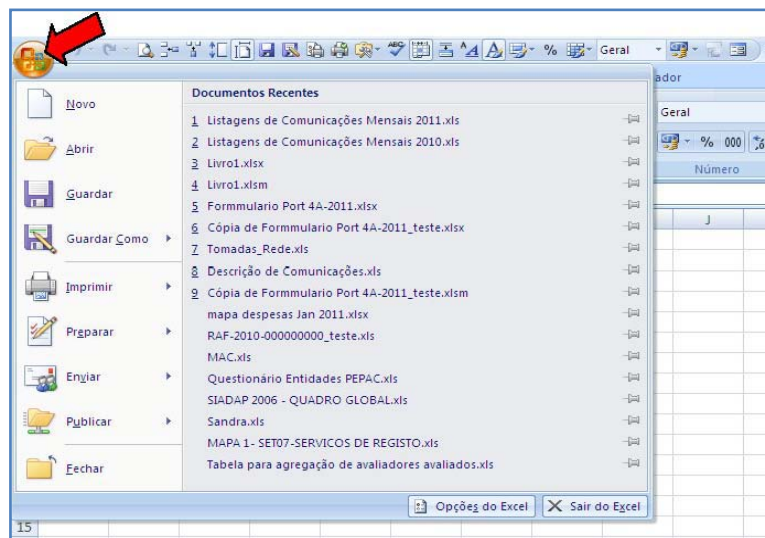 ABC
% Geral
ador
Novo
Abrir
Guardar
Guardar Como
Imprimir
Preparar
Enviar
Publicar
Fechar
Documentos Recentes
1 Listagens de Comunicações Mensais 2011.xls
2 Listagens de Comunicações Mensais 2010.xls
3 Livro1.xlsx
4 Livro1.xlsm
5 Formmulario Port 4A-2011.xlsx
6 Cópia de Formmulario Port 4A-2011_teste.xlsx
7 Tomadas_Rede.xls
8 Descrição de Comunicações.xls
9 Cópia de Formmulario Port 4A-2011_teste.xlsm
mapa despesas Jan 2011.xlsx
RAF-2010-000000000_teste.xls
MAC.xls
Questionário Entidades PEPAC.xls
SIADAP 2006 - QUADRO GLOBAL.xls
Sandra.xls
MAPA 1- SET07-SERVICOS DE REGISTO.xls
Tabela para agregação de avaliadores avaliados.xls
Opções do Excel
Sair do Excel
Geral
% 000
Número
J
15